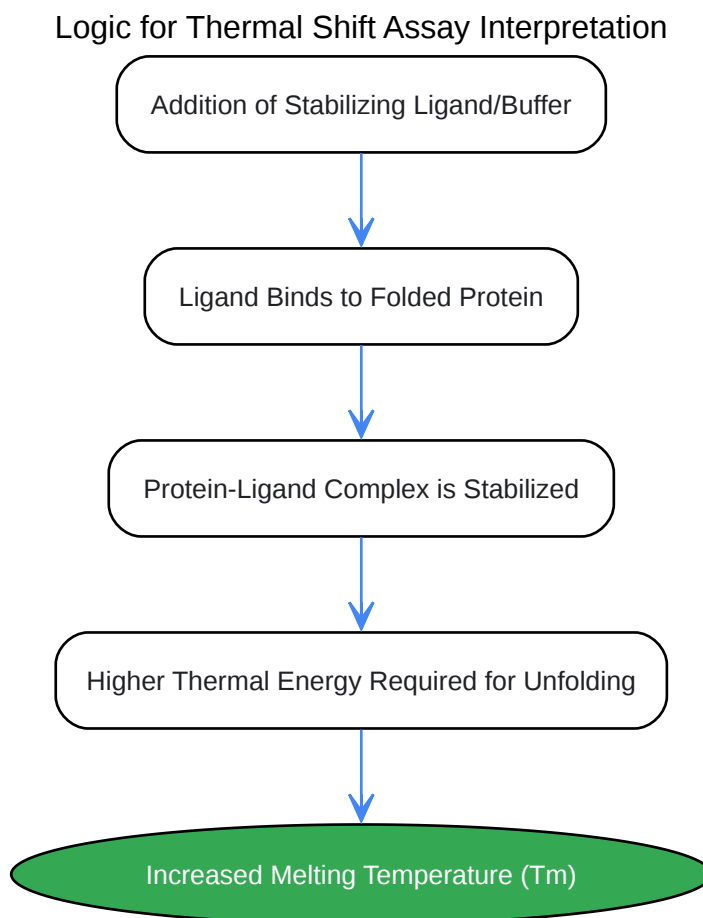 Logic for Thermal Shift Assay Interpretation
Addition of Stabilizing Ligand/Buffer
Ligand Binds to Folded Protein
Protein-Ligand Complex is Stabilized
Higher Thermal Energy Required for Unfolding
Increased Melting Temperature (Tm)